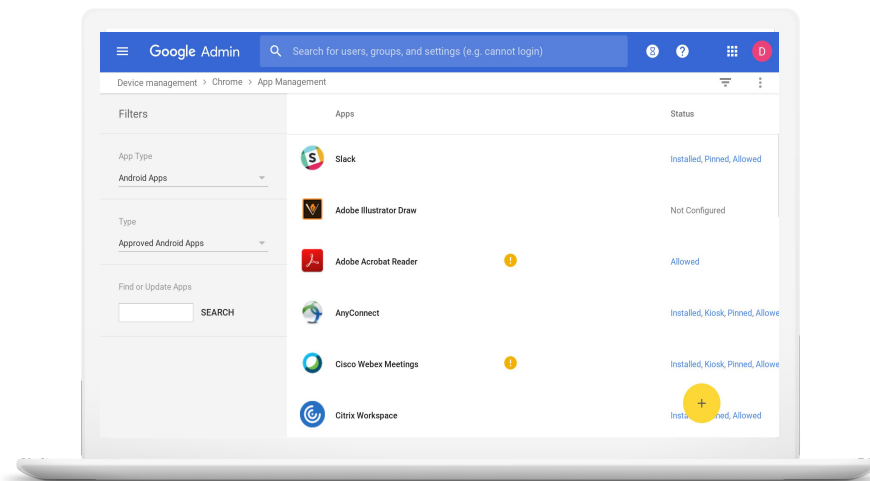 Google Admin
Search for users, groups, and settings (e.g. cannot login)
8
?
D
Device management > Chrome > App Management
Filters
Apps
Status
App Type
Android Apps
S
Slack
Installed, Pinned, Allowed
Adobe Illustrator Draw
Not Configured
Type
Approved Android Apps
Adobe Acrobat Reader
!
Allowed
Find or Update Apps
SEARCH
AnyConnect
Installed, Kiosk, Pinned, Allowe
Cisco Webex Meetings
!
Installed, Kiosk, Pinned, Allowe
Citrix Workspace
+
Allowed